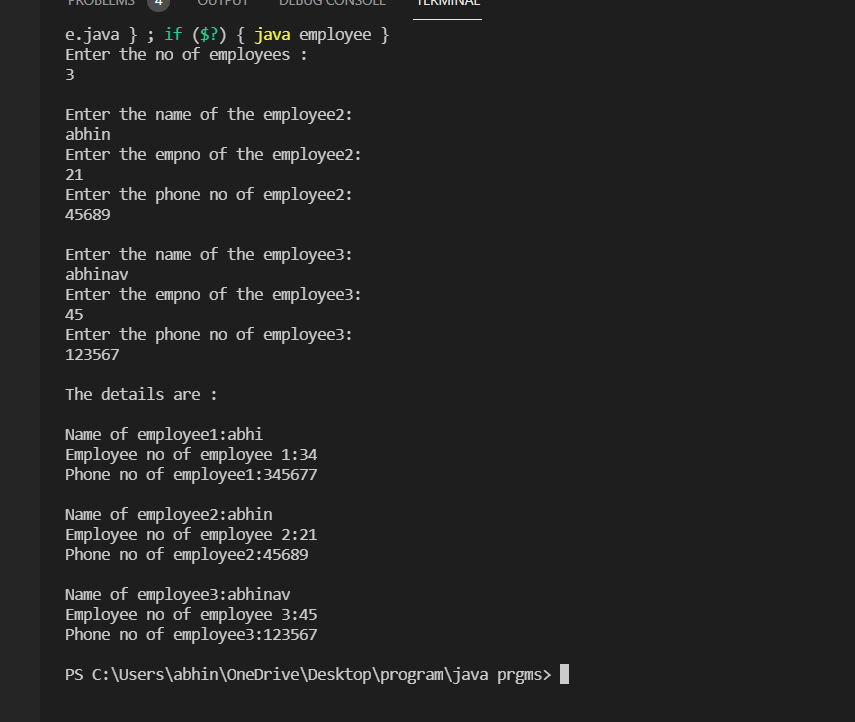 PROBLEMS 4 OUTPUT DEBUG CONSOLE TERMINAL
e.java } ; if ($?) { java employee }
Enter the no of employees :
3
Enter the name of the employee2:
abhin
Enter the empno of the employee2:
21
Enter the phone no of employee2:
45689
Enter the name of the employee3:
abhinav
Enter the empno of the employee3:
45
Enter the phone no of employee3:
123567
The details are :
Name of employee1:abhi
Employee no of employee 1:34
Phone no of employee1:345677
Name of employee2:abhin
Employee no of employee 2:21
Phone no of employee2:45689
Name of employee3:abhinav
Employee no of employee 3:45
Phone no of employee3:123567
PS C:\Users\abhin\OneDrive\Desktop\program\java prgms>